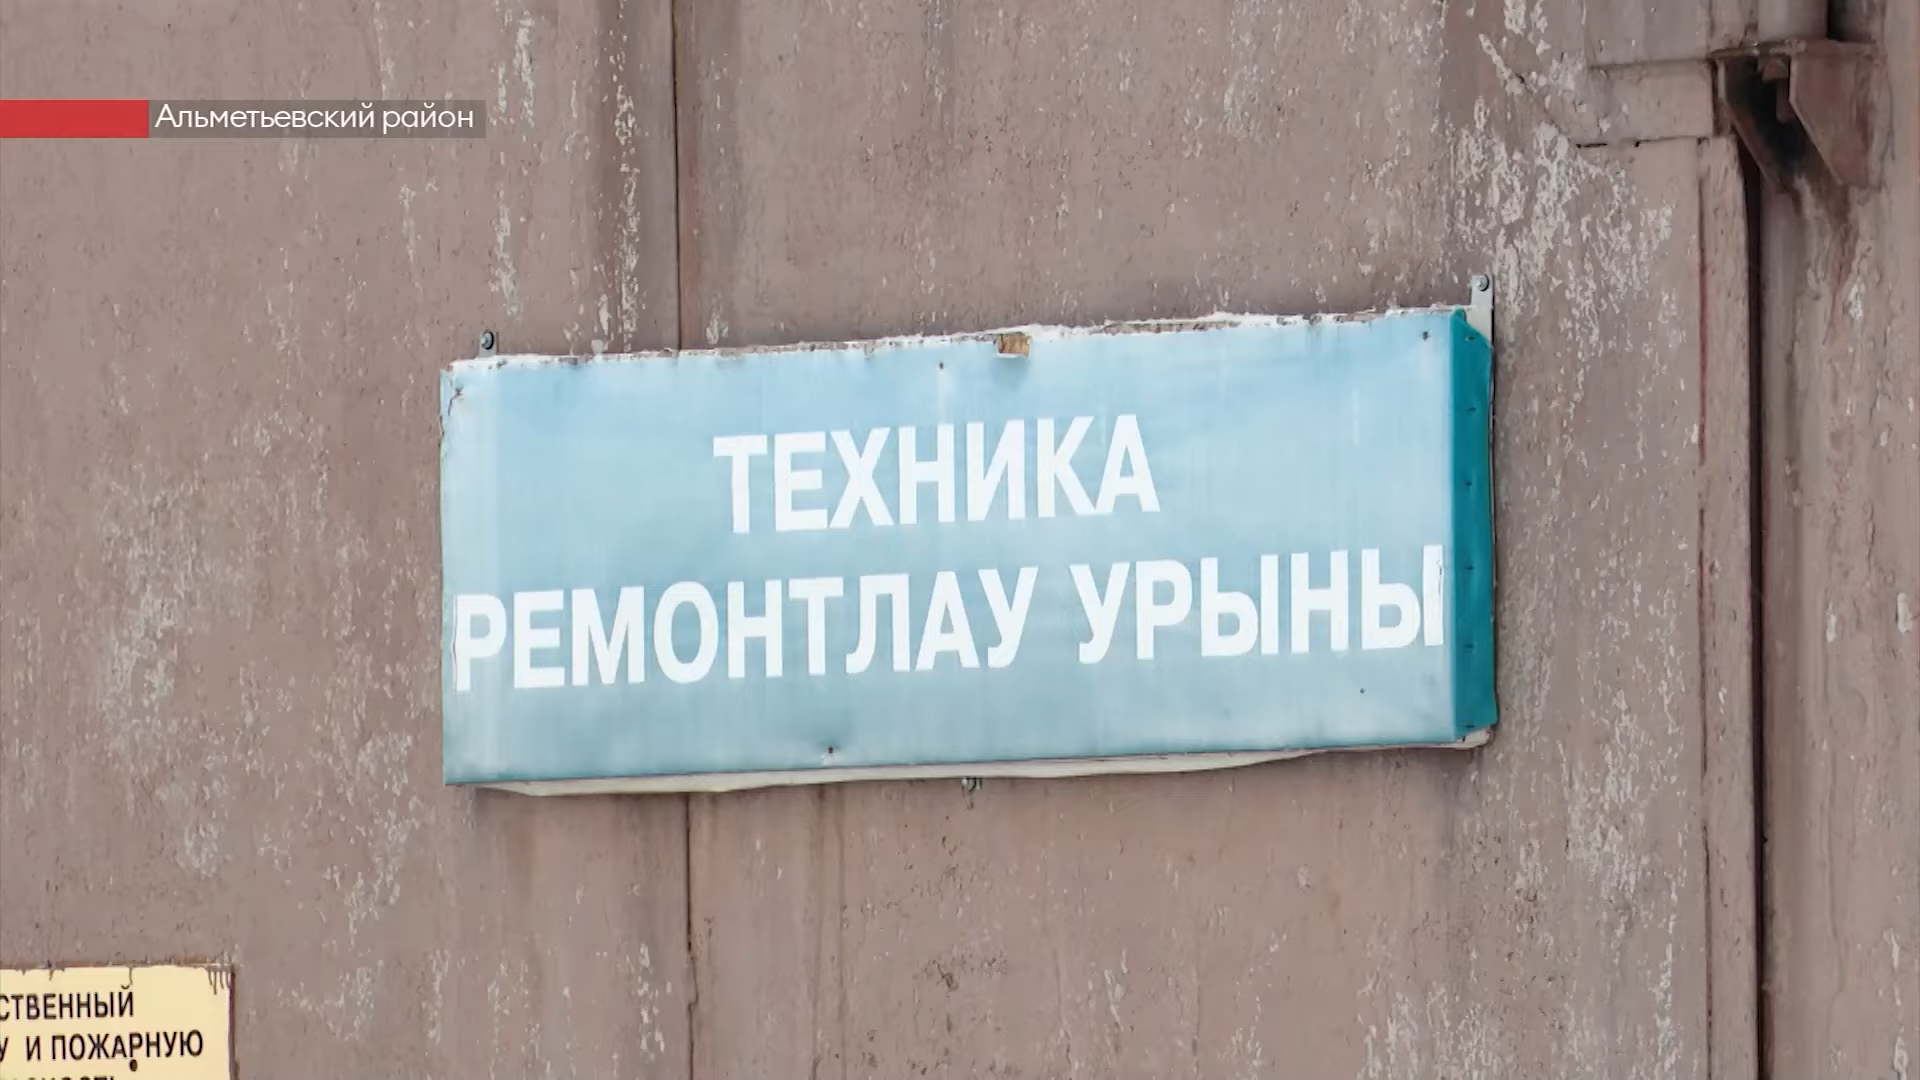 Альметьевский район
ТЕХНИКА
РЕМОНТЛАУ УРЫНЫ
СТВЕННЫЙ
У И ПОЖАРНУЮ